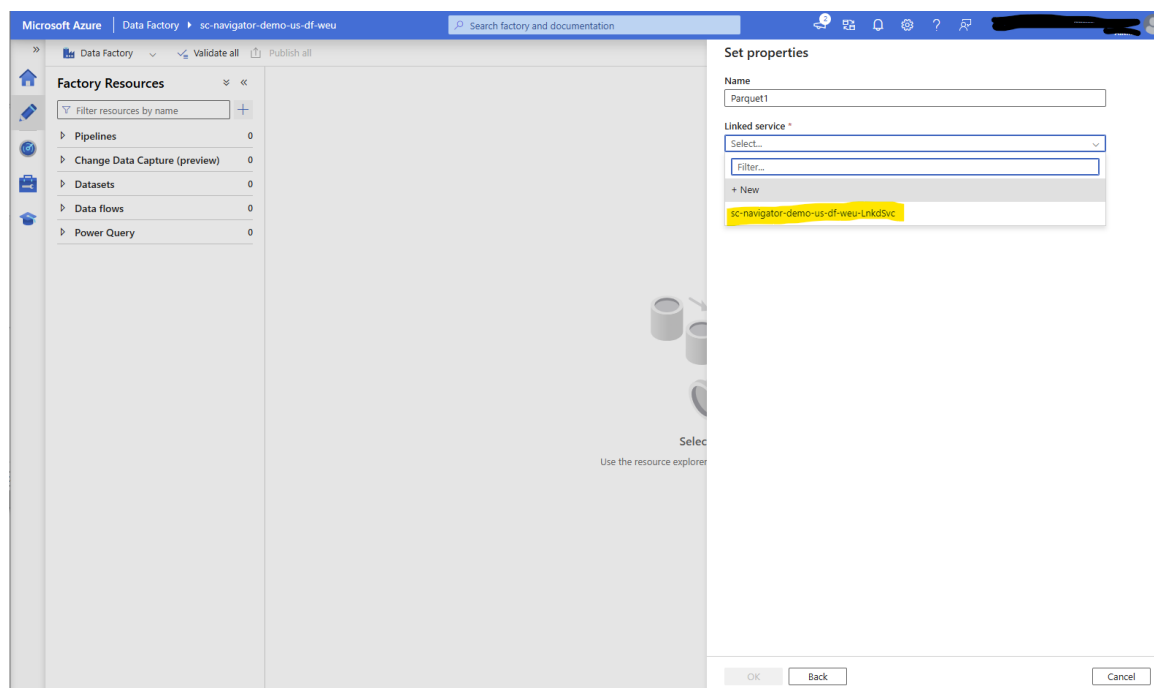 Microsoft Azure Data Factory sc-navigator-demo-us-df-weu Search factory and documentation 2
Data Factory Validate all Publish all
Factory Resources
Filter resources by name
Pipelines 0
Change Data Capture (preview) 0
Datasets 0
Data flows 0
Power Query 0
Selec
Use the resource explorer
Set properties
Name
Parquet1
Linked service *
Select...
Filter...
+ New
sc-navigator-demo-us-df-weu-LnkdSvc
OK Back Cancel